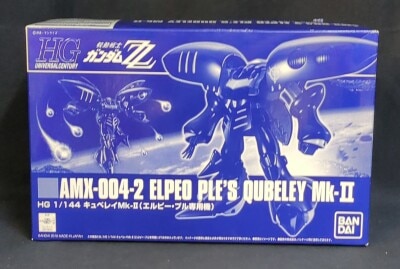 HG
UNIVERSAL CENTURY
機動戦士
ガンダムZZ
AMX-004-2 ELPEO PLE'S QUBELEY Mk-II
HG 1/144 キュベレイMk-II(エルピー・プル専用機)
BAN
DAI